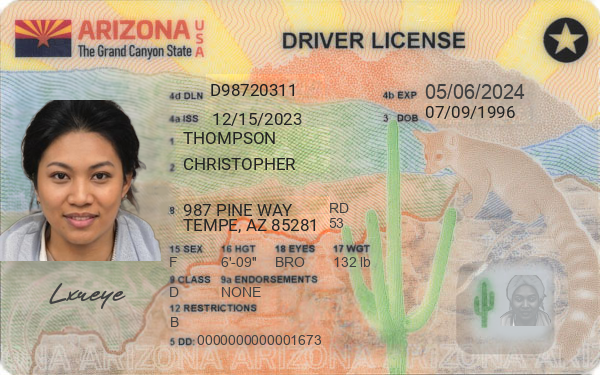 ARIZONA USA
The Grand Canyon State
DRIVER LICENSE
4d DLN D98720311
4b EXP 05/06/2024
4a ISS 12/15/2023
3 DOB 07/09/1996
1 THOMPSON
2 CHRISTOPHER
8 987 PINE WAY RD
TEMPE, AZ 85281 53
15 SEX 16 HGT 18 EYES 17 WGT
F 6'-09" BRO 132 lb
9 CLASS 9a ENDORSEMENTS
D NONE
12 RESTRICTIONS
B
Lxueye
5 DD: 0000000000001673
ARIZONA ARIZONA ARIZONA ARIZONA